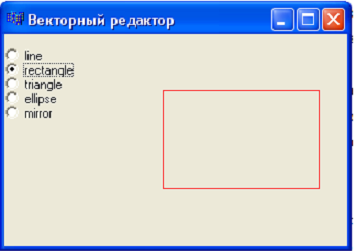 Векторный редактор
line
rectangle
triangle
ellipse
mirror